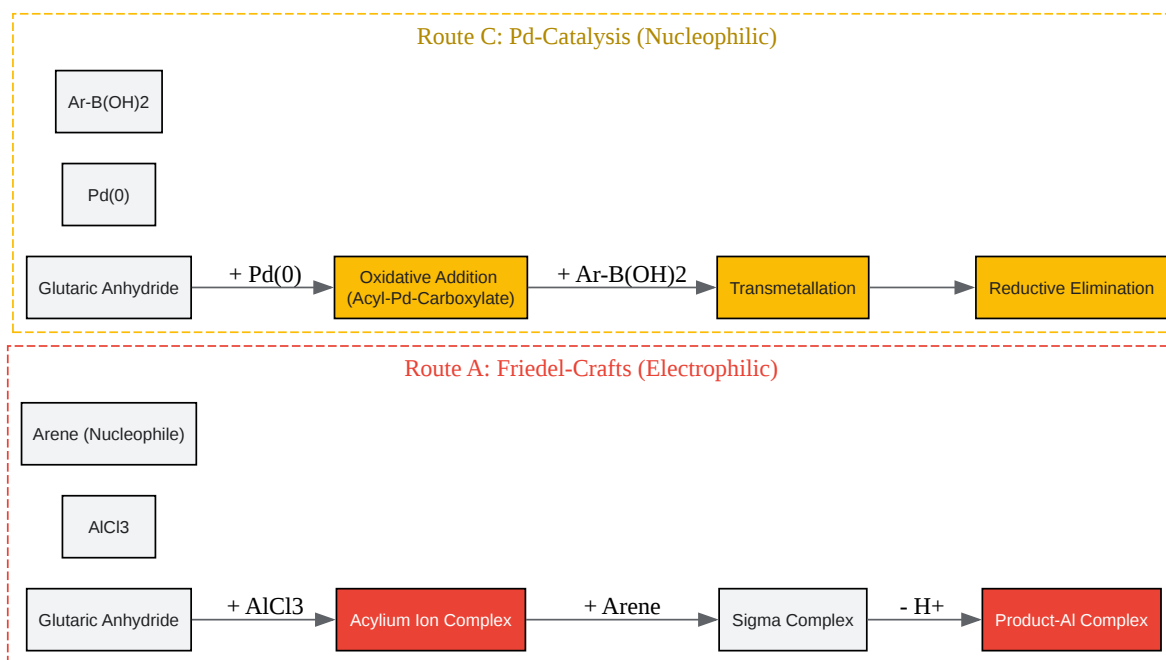 Route C: Pd-Catalysis (Nucleophilic)
Ar-B(OH)2
Pd(0)
Glutaric Anhydride
+ Pd(0)
Oxidative Addition
(Acyl-Pd-Carboxylate)
+ Ar-B(OH)2
Transmetallation
Reductive Elimination
Route A: Friedel-Crafts (Electrophilic)
Arene (Nucleophile)
AlCl3
Glutaric Anhydride
+ AlCl3
Acylium Ion Complex
+ Arene
Sigma Complex
- H+
Product-Al Complex